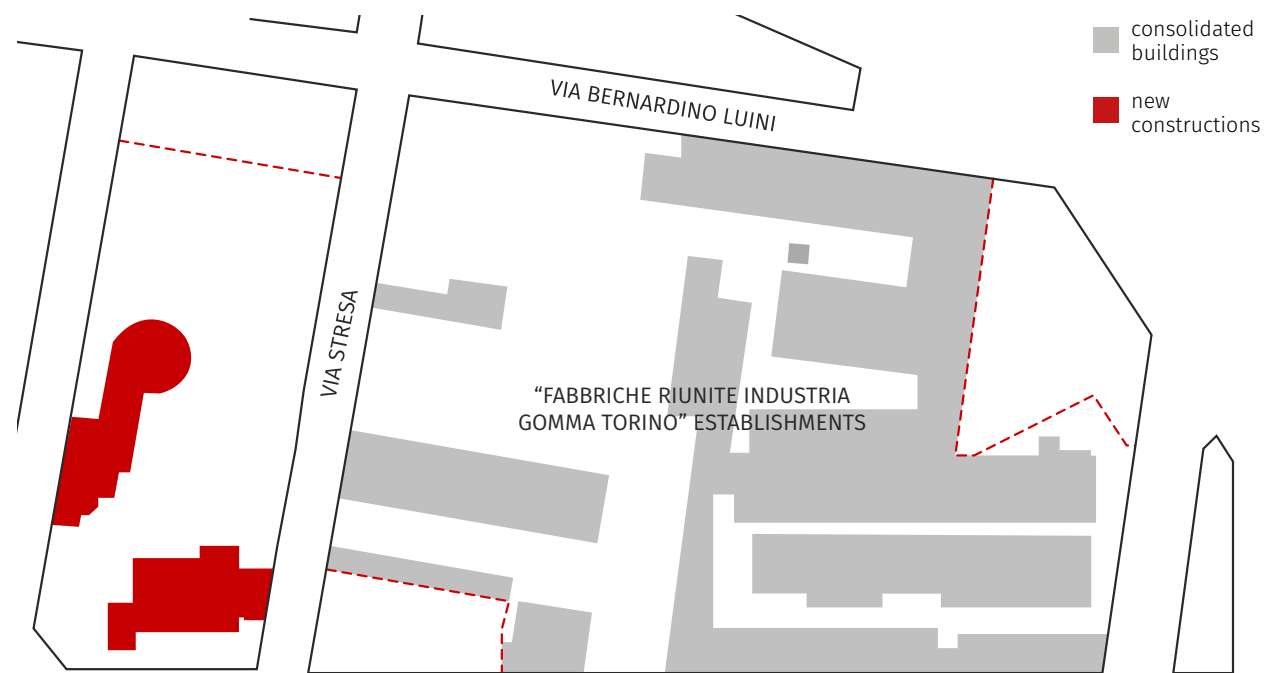 consolidated
buildings
new
constructions
VIA BERNARDINO LUINI
VIA STRESA
“FABBRICHE RIUNITE INDUSTRIA
GOMMA TORINO” ESTABLISHMENTS